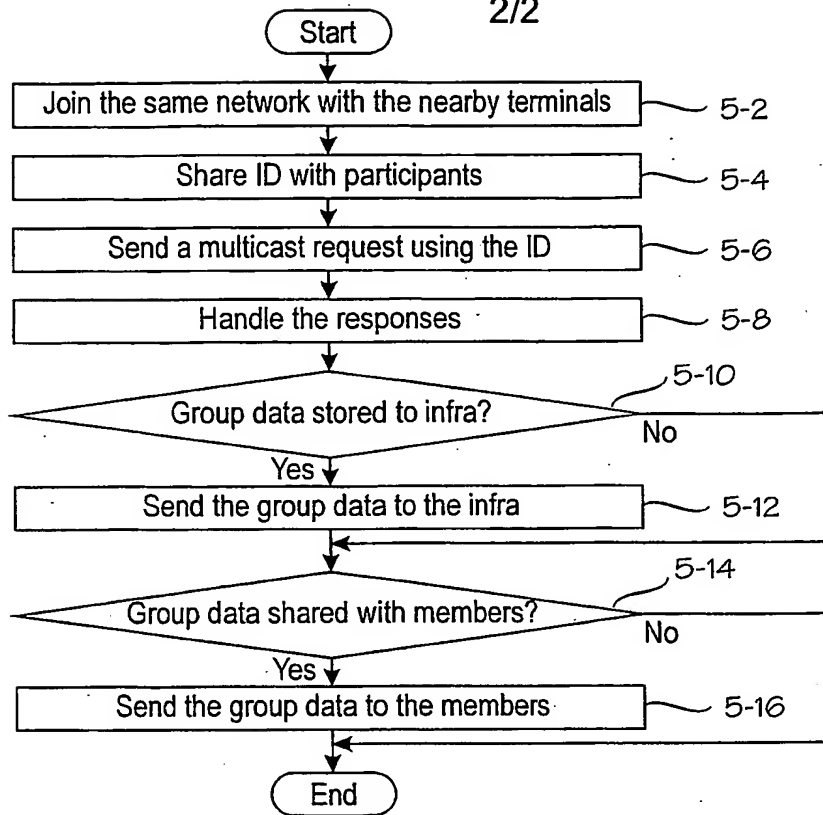 2/2
Start
Join the same network with the nearby terminals 5-2
Share ID with participants 5-4
Send a multicast request using the ID 5-6
Handle the responses 5-8
5-10
Group data stored to infra?
No
Yes
Send the group data to the infra 5-12
5-14
Group data shared with members?
No
Yes
Send the group data to the members 5-16
End